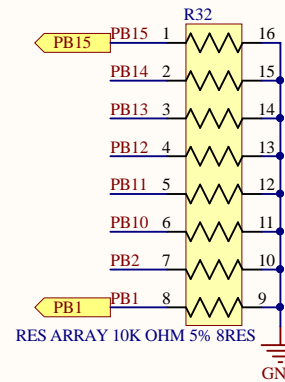 R32
PB15 PB15 1 16
PB14 2 15
PB13 3 14
PB12 4 13
PB11 5 12
PB10 6 11
PB2 7 10
PB1 PB1 8 9
RES ARRAY 10K OHM 5% 8RES
GN